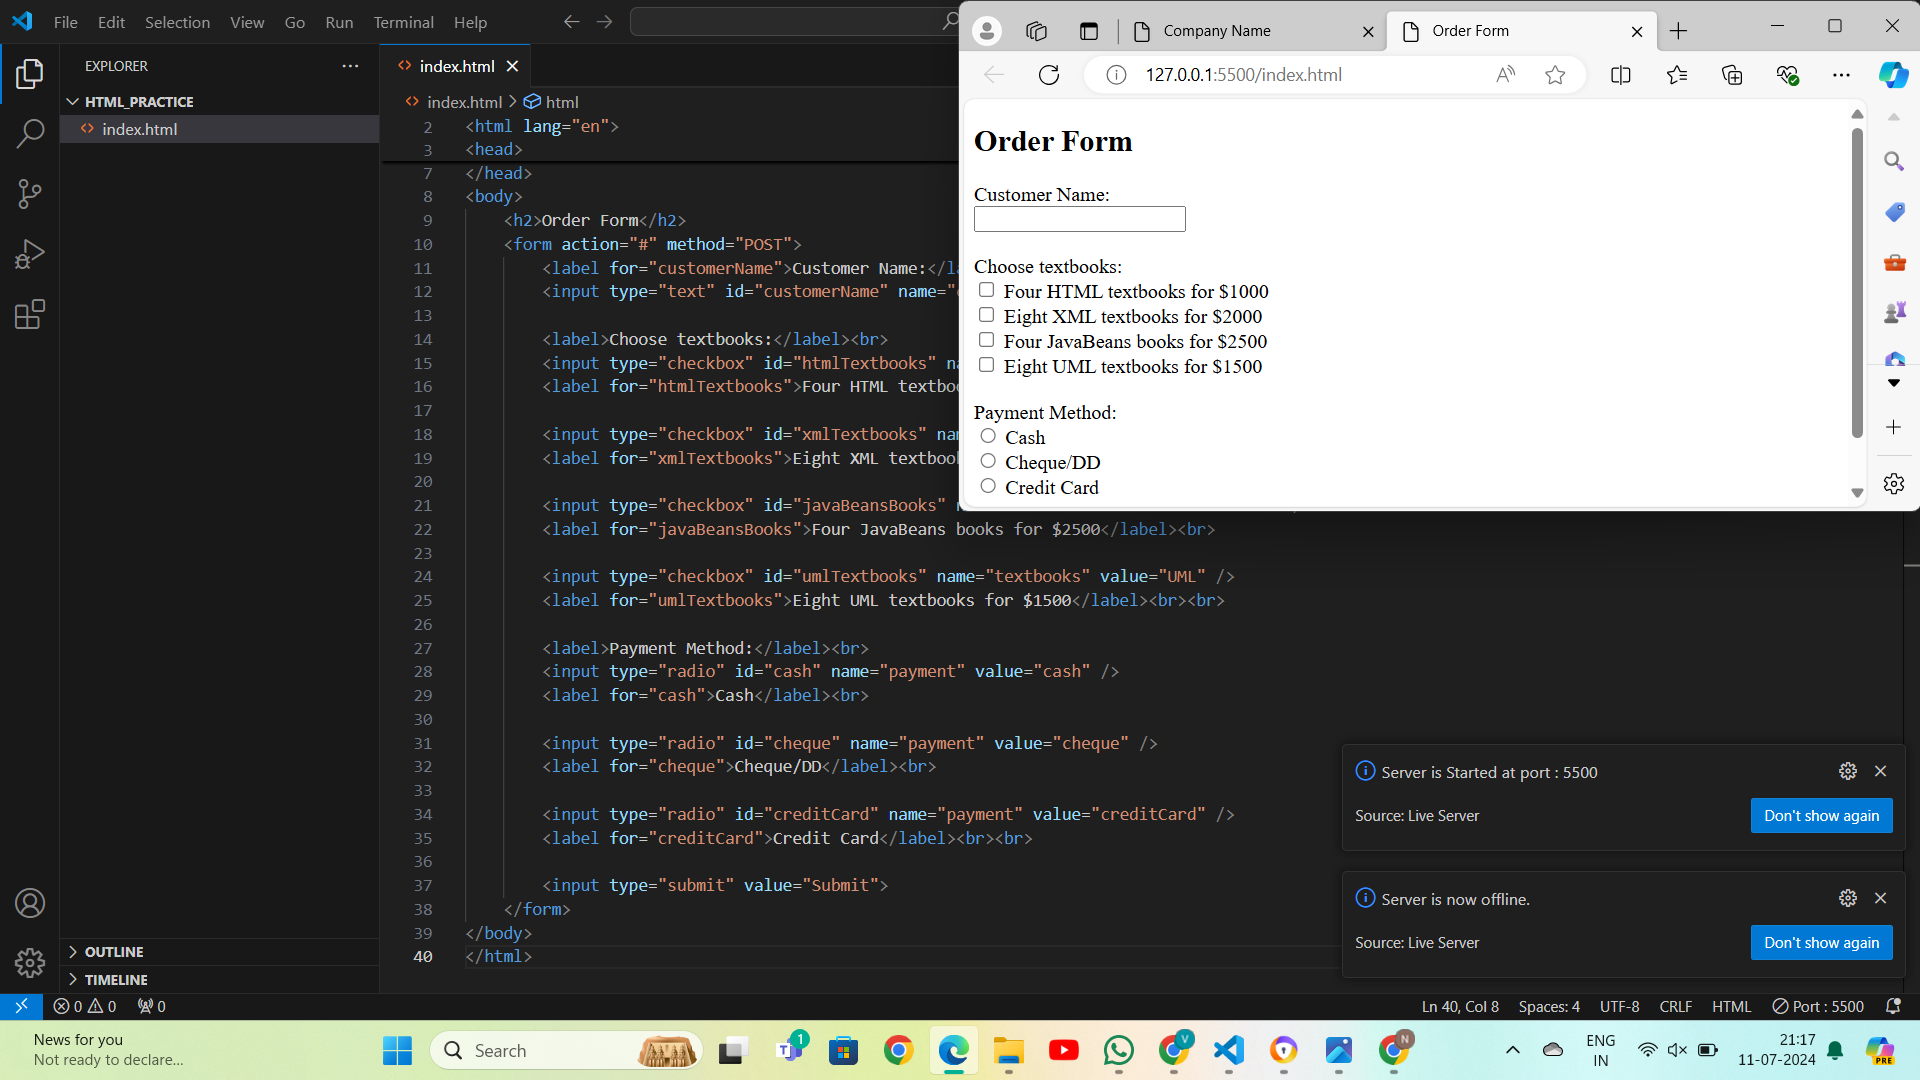 File Edit Selection View Go Run Terminal Help
EXPLORER
HTML_PRACTICE
index.html
OUTLINE
TIMELINE
index.html
index.html > html
2 <html lang="en">
3 <head>
7 </head>
8 <body>
9 <h2>Order Form</h2>
10 <form action="#" method="POST">
11 <label for="customerName">Customer Name:</la
12 <input type="text" id="customerName" name="
13
14 <label>Choose textbooks:</label><br>
15 <input type="checkbox" id="htmlTextbooks" na
16 <label for="htmlTextbooks">Four HTML textboo
17
18 <input type="checkbox" id="xmlTextbooks" nam
19 <label for="xmlTextbooks">Eight XML textbook
20
21 <input type="checkbox" id="javaBeansBooks"
22 <label for="javaBeansBooks">Four JavaBeans books for $2500</label><br>
23
24 <input type="checkbox" id="umlTextbooks" name="textbooks" value="UML" />
25 <label for="umlTextbooks">Eight UML textbooks for $1500</label><br><br>
26
27 <label>Payment Method:</label><br>
28 <input type="radio" id="cash" name="payment" value="cash" />
29 <label for="cash">Cash</label><br>
30
31 <input type="radio" id="cheque" name="payment" value="cheque" />
32 <label for="cheque">Cheque/DD</label><br>
33
34 <input type="radio" id="creditCard" name="payment" value="creditCard" />
35 <label for="creditCard">Credit Card</label><br><br>
36
37 <input type="submit" value="Submit">
38 </form>
39 </body>
40 </html>
Company Name
Order Form
127.0.0.1:5500/index.html
Order Form
Customer Name:
Choose textbooks:
Four HTML textbooks for $1000
Eight XML textbooks for $2000
Four JavaBeans books for $2500
Eight UML textbooks for $1500
Payment Method:
Cash
Cheque/DD
Credit Card
Server is Started at port : 5500
Source: Live Server
Don't show again
Server is now offline.
Source: Live Server
Don't show again
0 0 0
Ln 40, Col 8 Spaces: 4 UTF-8 CRLF HTML Port : 5500
News for you
Not ready to declare...
Search
1
V
N
ENG
IN
21:17
11-07-2024
PRE